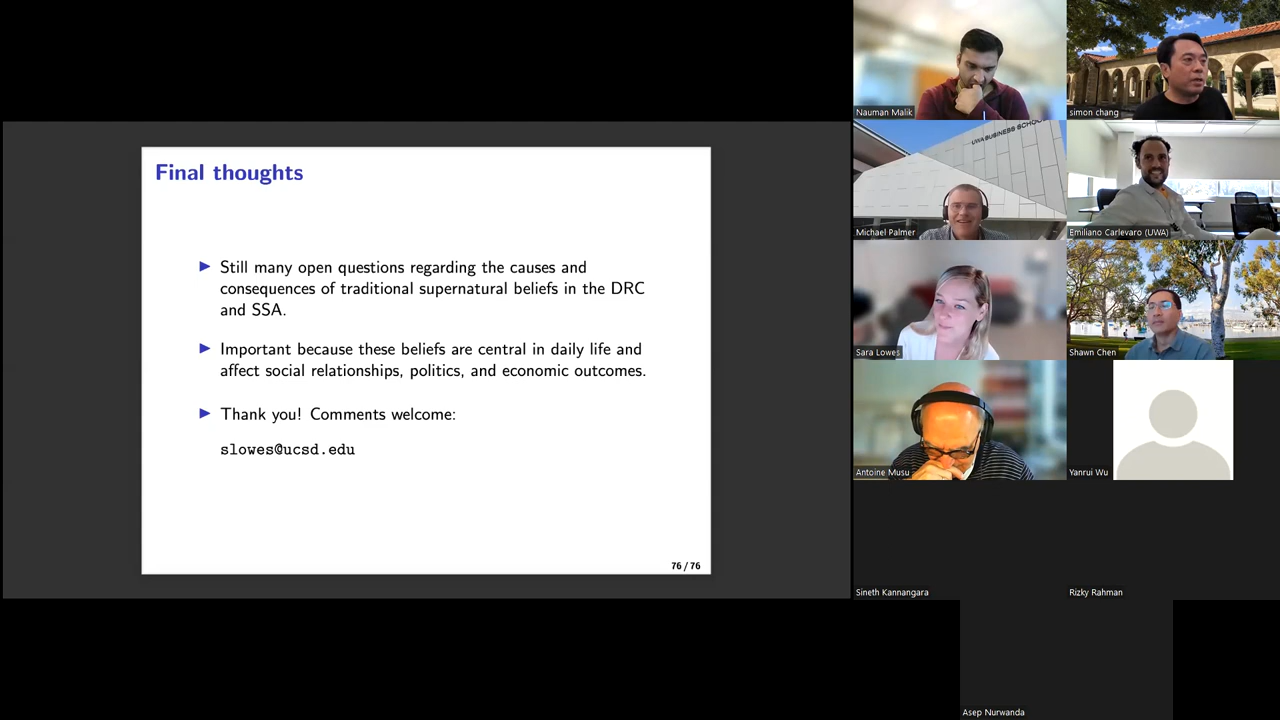 Final thoughts
► Still many open questions regarding the causes and
consequences of traditional supernatural beliefs in the DRC
and SSA.
► Important because these beliefs are central in daily life and
affect social relationships, politics, and economic outcomes.
► Thank you! Comments welcome:
slowes@ucsd.edu
76 / 76
Nauman Malik
simon chang
UWA BUSINESS SCHOOL
Michael Palmer
Emiliano Carlevaro (UWA)
Sara Lowes
Shawn Chen
Antoine Musu
Yanrui Wu
Sineth Kannangara
Rizky Rahman
Asep Nurwanda